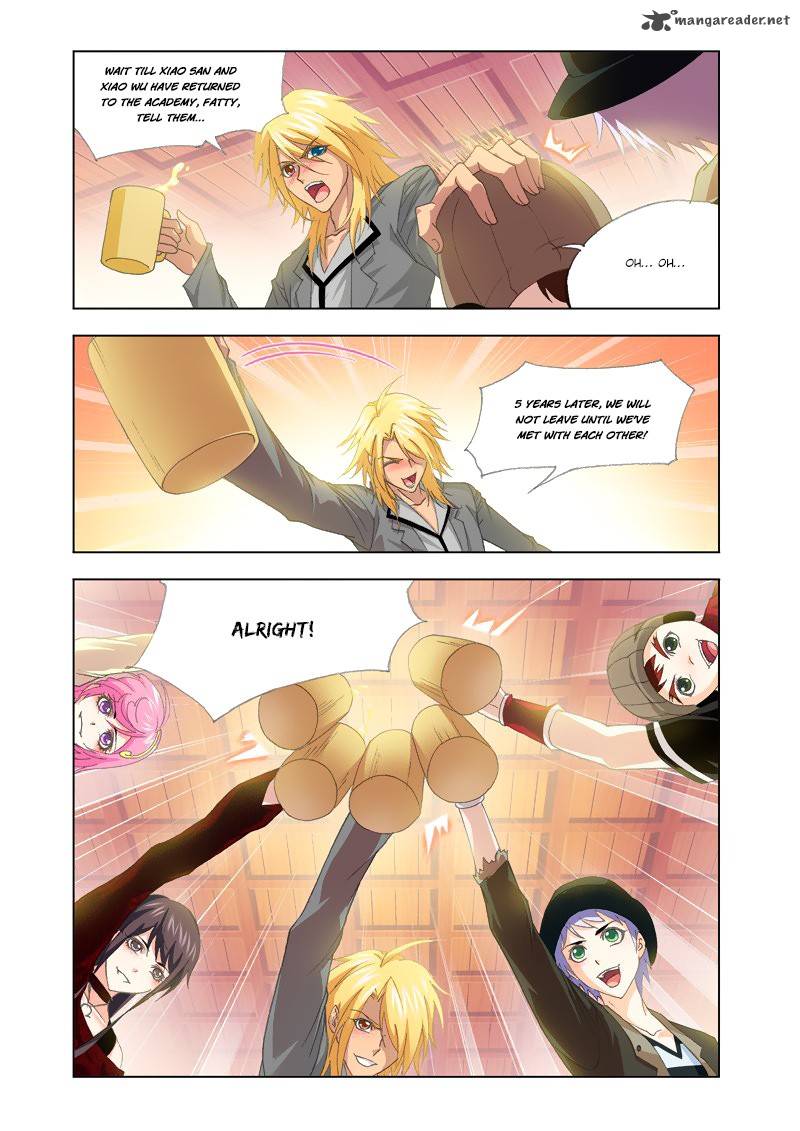 mangareader.net
WAIT TILL XIAO SAN AND
XIAO WU HAVE RETURNED
TO THE ACADEMY, FATTY,
TELL THEM...
OH... OH...
5 YEARS LATER, WE WILL
NOT LEAVE UNTIL WE'VE
MET WITH EACH OTHER!
ALRIGHT!